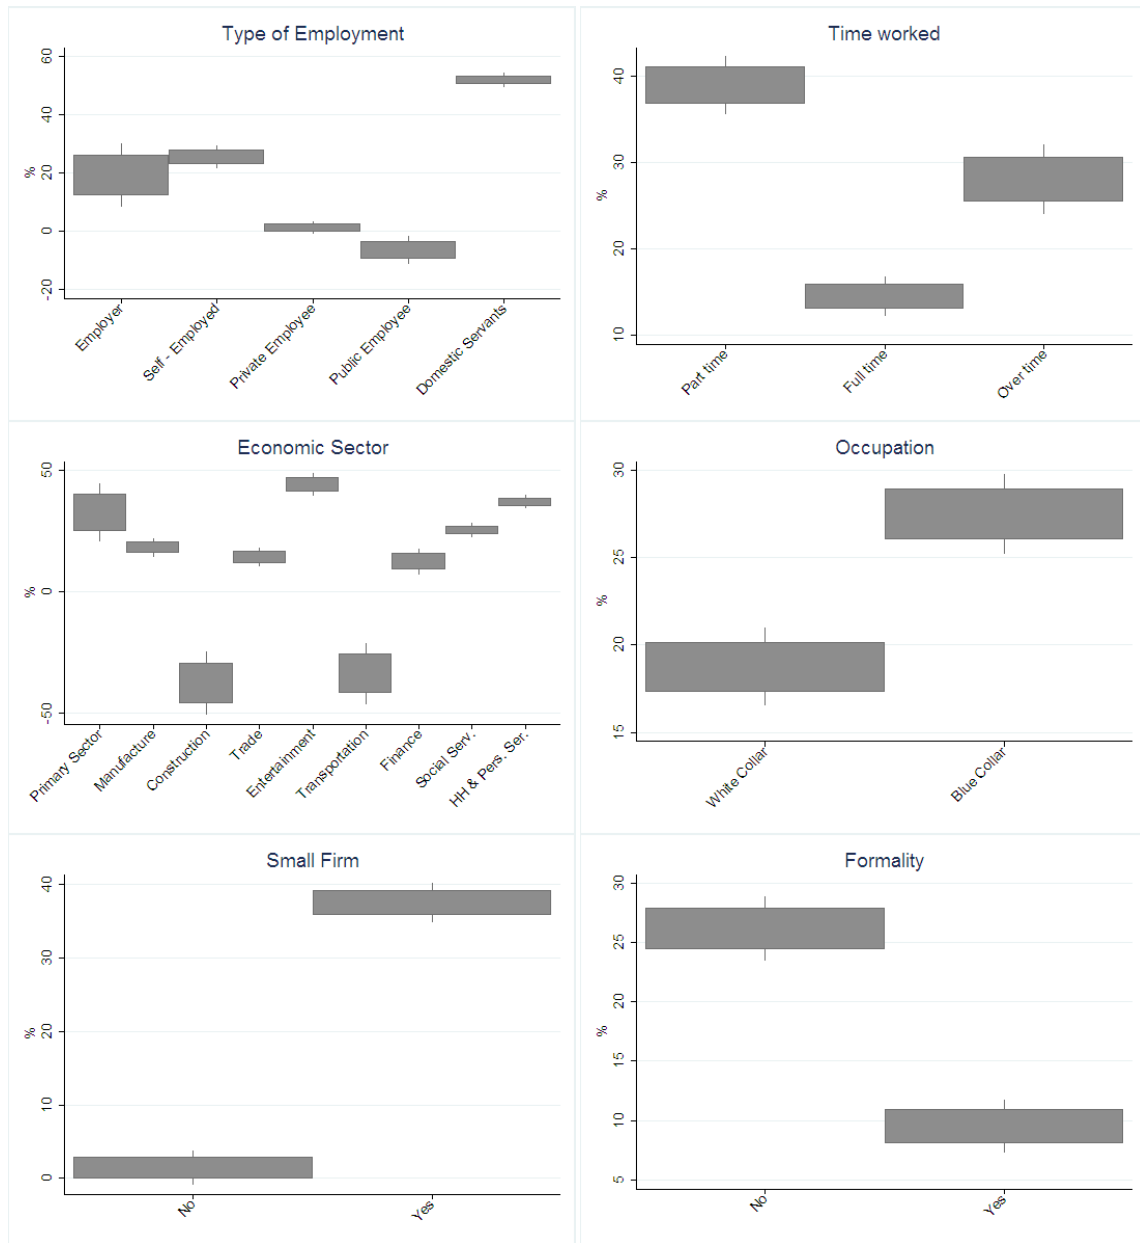 Type of Employment
60
40
20
0
-20
%
Employer
Self - Employed
Private Employee
Public Employee
Domestic Servants
Time worked
40
30
20
10
%
Part time
Full time
Over time
Economic Sector
50
0
-50
%
Primary Sector
Manufacture
Construction
Trade
Entertainment
Transportation
Finance
Social Serv.
HH & Pers. Ser.
Occupation
30
25
20
15
%
White Collar
Blue Collar
Small Firm
40
30
20
10
0
%
No
Yes
Formality
30
25
20
15
10
5
%
No
Yes